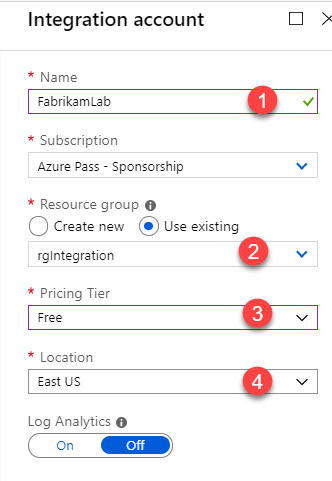 Integration account
* Name
FabrikamLab
1
* Subscription
Azure Pass - Sponsorship
* Resource group
Create new Use existing
rgIntegration
2
* Pricing Tier
Free
3
* Location
East US
4
Log Analytics
On Off